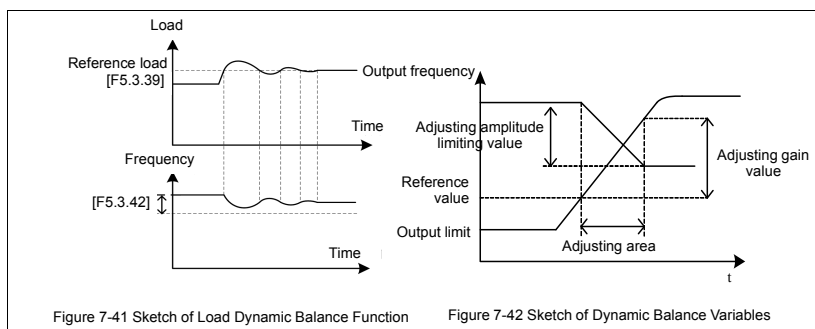 Load
Reference load
[F5.3.39]
Time
Frequency
[F5.3.42]
Time
Figure 7-41 Sketch of Load Dynamic Balance Function
Output frequency
Adjusting amplitude
limiting value
Adjusting gain
value
Reference
value
Output limit
Adjusting area
t
Figure 7-42 Sketch of Dynamic Balance Variables